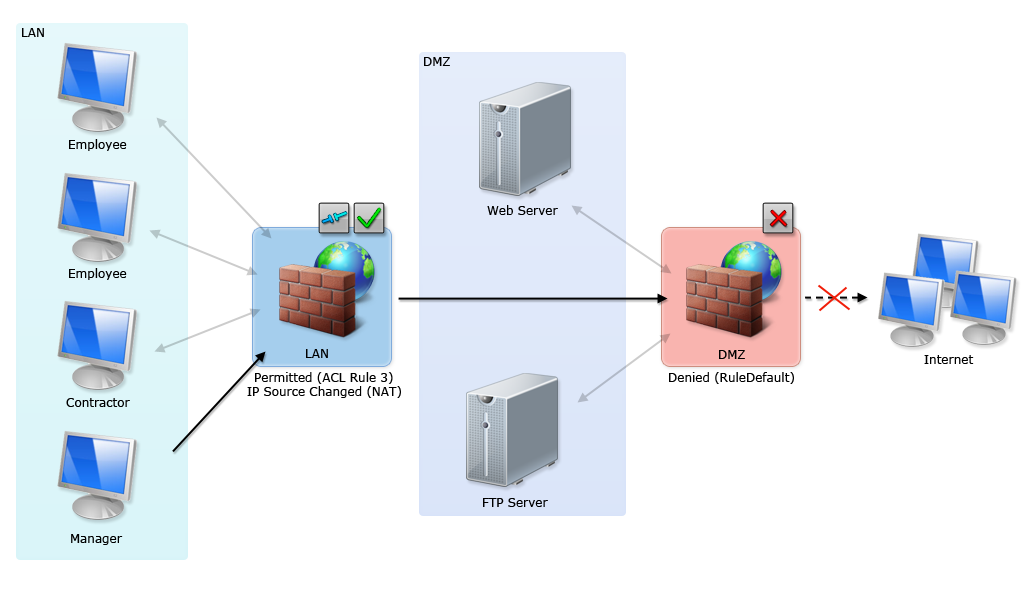 LAN
Employee
Employee
Contractor
Manager
LAN
Permitted (ACL Rule 3)
IP Source Changed (NAT)
DMZ
Web Server
FTP Server
DMZ
Denied (RuleDefault)
Internet